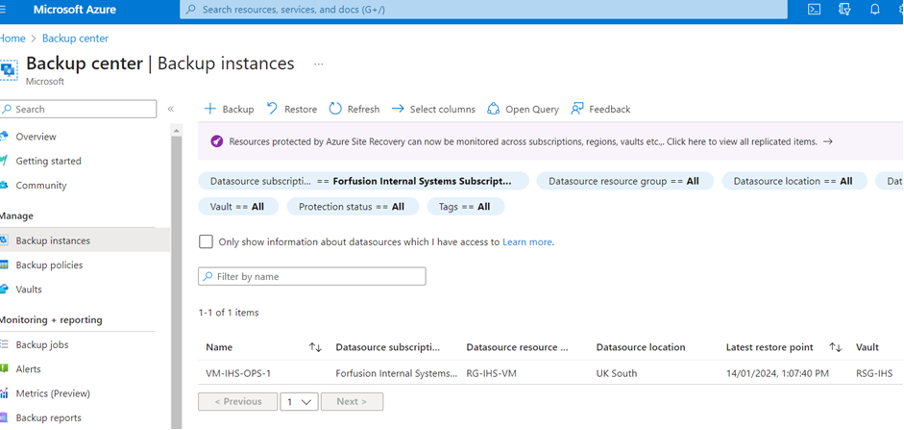 Microsoft Azure
Search resources, services, and docs (G+/)
Home > Backup center
Backup center | Backup instances ...
Microsoft
Search
«
+ Backup Restore Refresh Select columns Open Query Feedback
Overview
Getting started
Community
Manage
Backup instances
Backup policies
Vaults
Monitoring + reporting
Backup jobs
Alerts
Metrics (Preview)
Backup reports
Resources protected by Azure Site Recovery can now be monitored across subscriptions, regions, vaults etc,. Click here to view all replicated items. →
Datasource subscripti... == Forfusion Internal Systems Subscript... Datasource resource group == All Datasource location == All Dat
Vault == All Protection status == All Tags == All
Only show information about datasources which I have access to Learn more.
Filter by name
1-1 of 1 items
Name ↑↓ Datasource subscripti... Datasource resource ... Datasource location Latest restore point ↑↓ Vault
VM-IHS-OPS-1 Forfusion Internal Systems... RG-IHS-VM UK South 14/01/2024, 1:07:40 PM RSG-IHS
< Previous 1 Next >